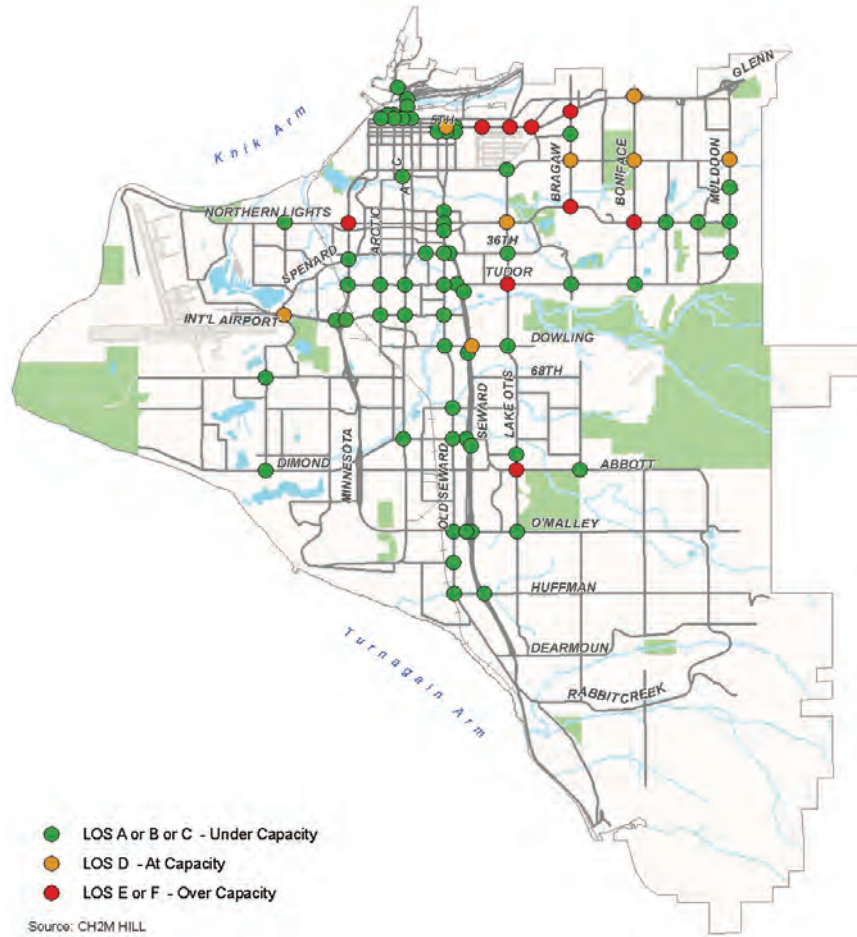 GLENN
Knik Arm
5TH
A
C
BRAGAW
BONIFACE
MULDOON
NORTHERN LIGHTS
ARCTIC
36TH
SPENARD
TUDOR
INT'L AIRPORT
DOWLING
68TH
SEWARD
LAKE OTIS
MINNESOTA
OLD SEWARD
DIMOND
ABBOTT
O'MALLEY
HUFFMAN
DEARMOUN
RABBITCREEK
Turnagain Arm
LOS A or B or C - Under Capacity
LOS D - At Capacity
LOS E or F - Over Capacity
Source: CH2M HILL